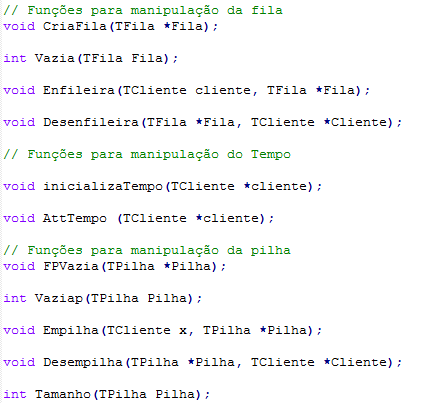 // Funções para manipulação da fila
void CriaFila(TFila *Fila);
int Vazia(TFila Fila);
void Enfileira(TCliente cliente, TFila *Fila);
void Desenfileira(TFila *Fila, TCliente *Cliente);
// Funções para manipulação do Tempo
void inicializaTempo(TCliente *cliente);
void AttTempo (TCliente *cliente);
// Funções para manipulação da pilha
void FPVazia(TPilha *Pilha);
int Vaziap(TPilha Pilha);
void Empilha(TCliente x, TPilha *Pilha);
void Desempilha(TPilha *Pilha, TCliente *Cliente);
int Tamanho(TPilha Pilha);